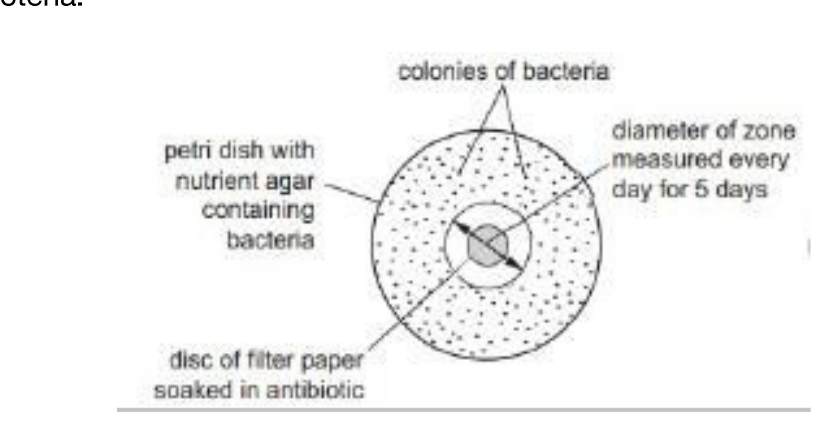 colonies of bacteria
diameter of zone
measured every
day for 5 days
petri dish with
nutrient agar
containing
bacteria
disc of filter paper
soaked in antibiotic